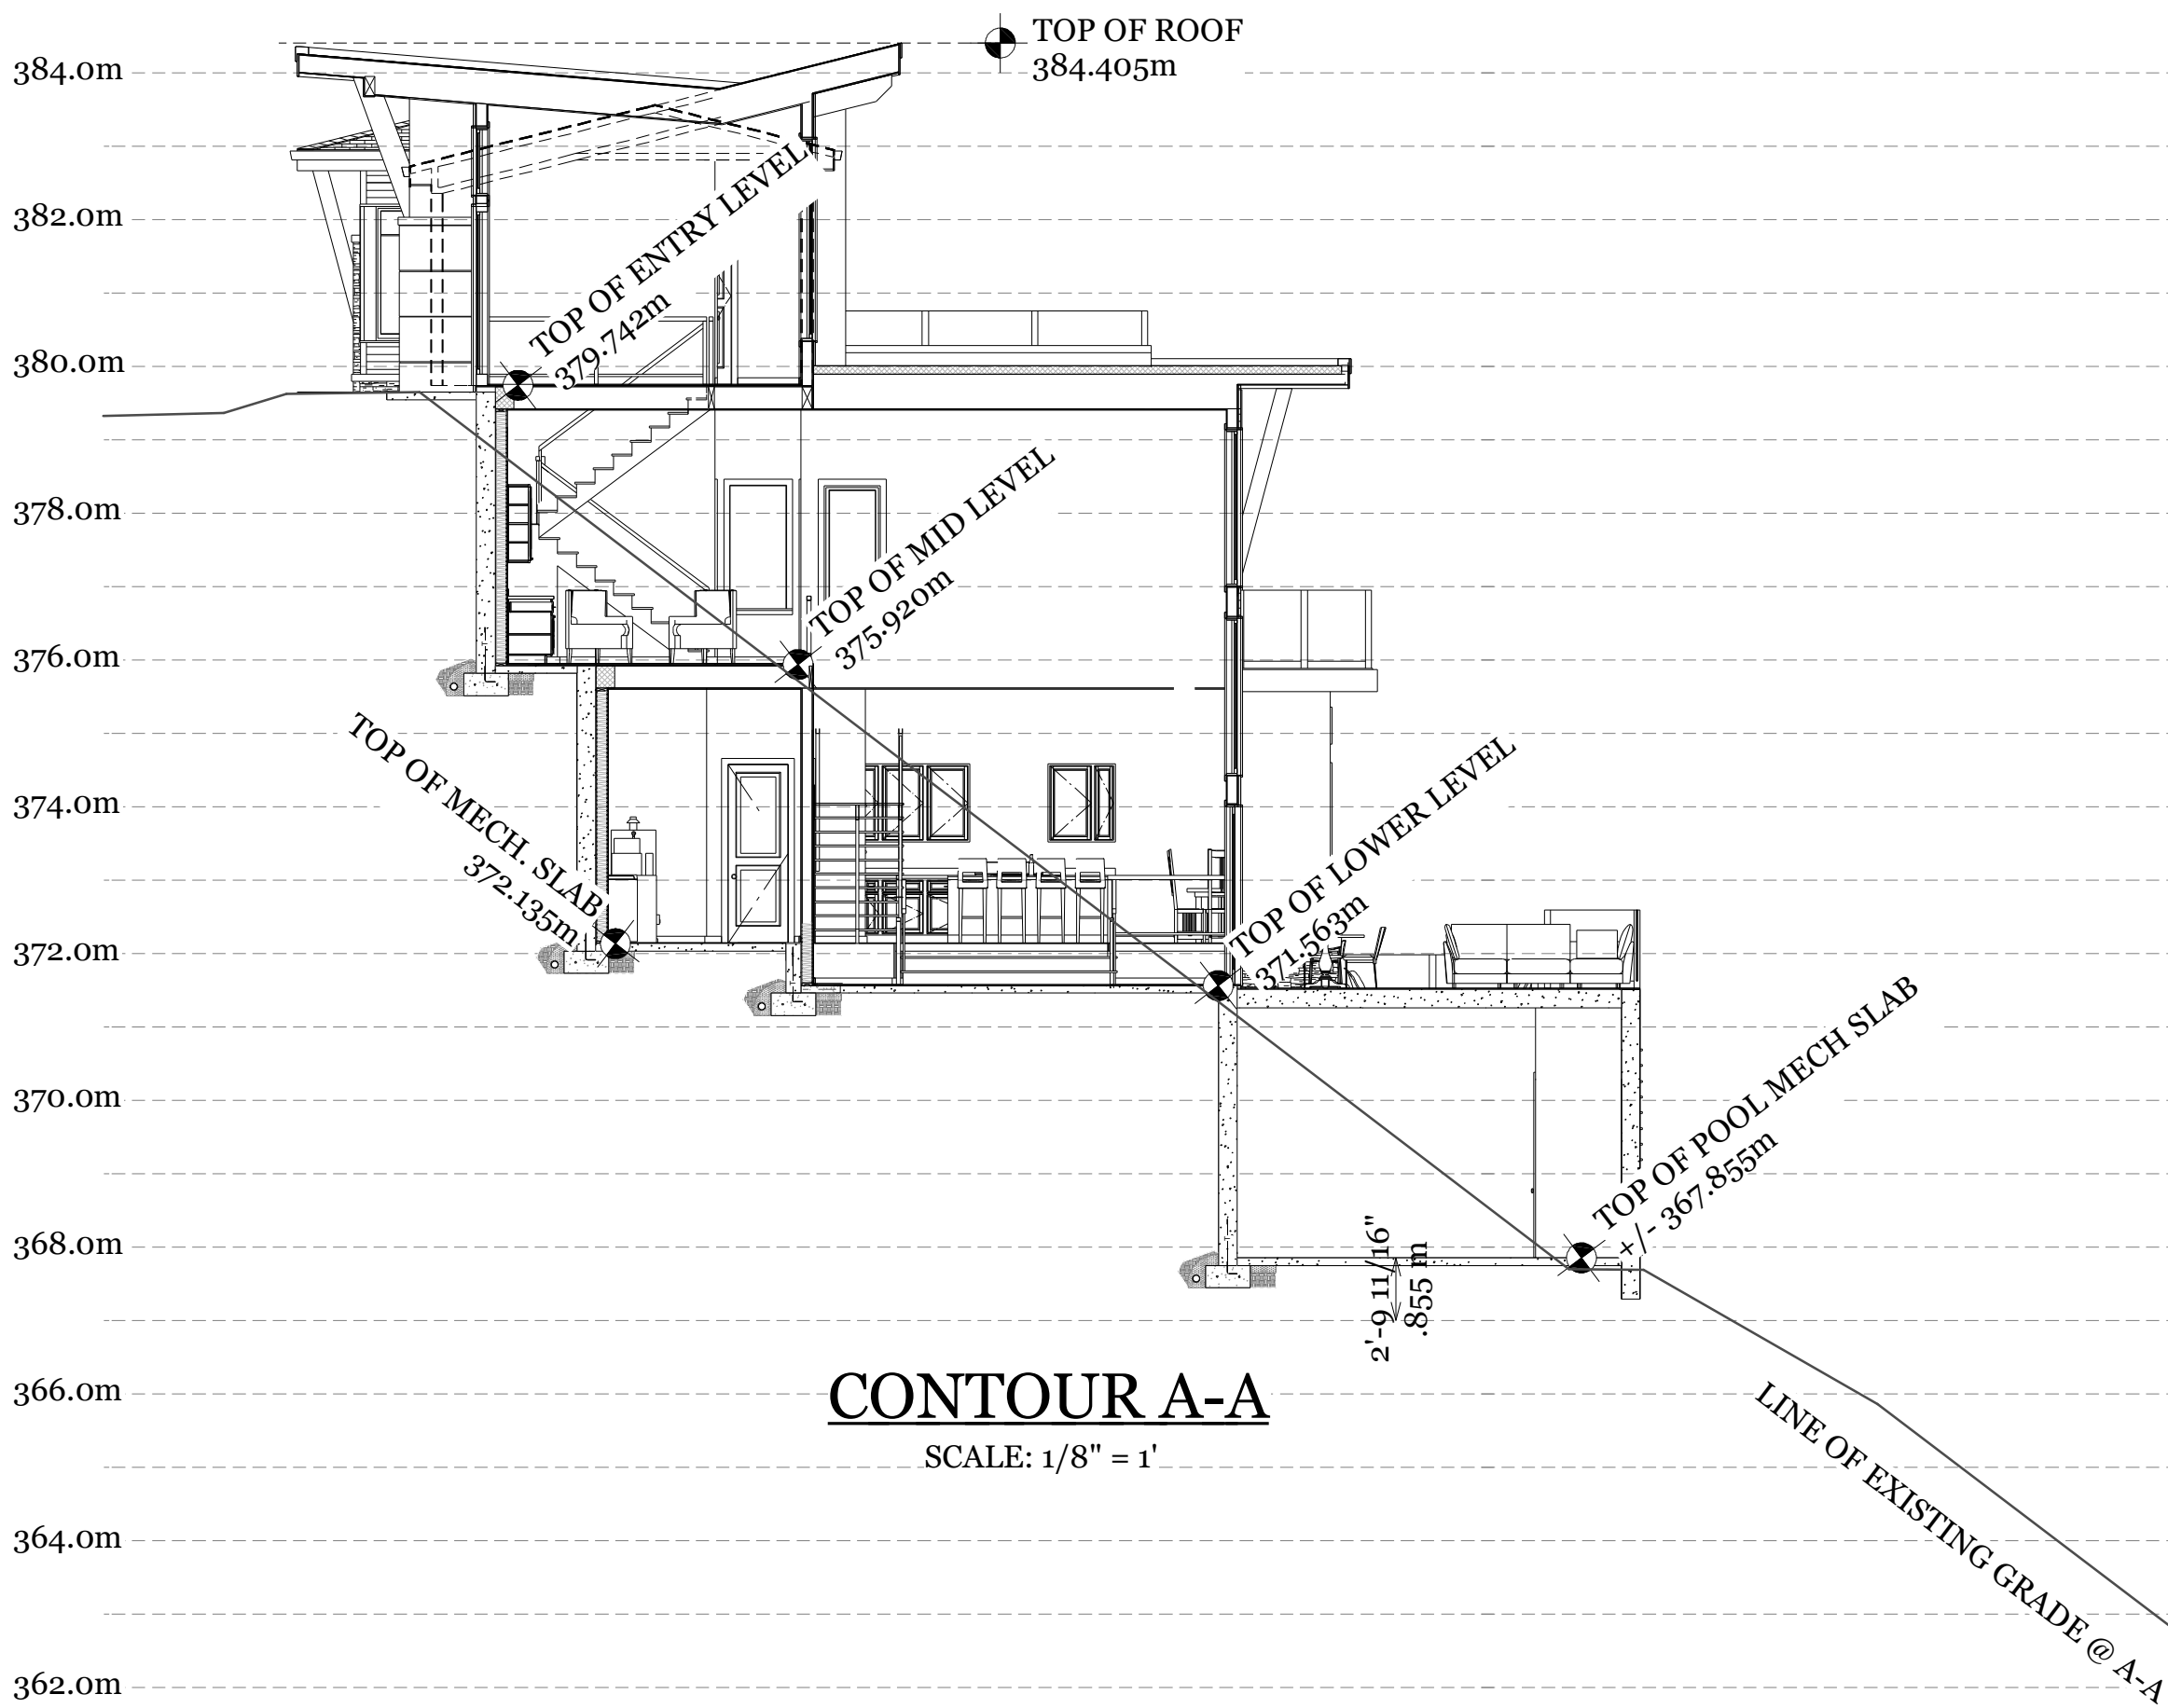 TOP OF ROOF
384.405m
384.0m
382.0m
TOP OF ENTRY LEVEL
379.742m
380.0m
378.0m
TOP OF MID LEVEL
375.920m
376.0m
TOP OF MECH. SLAB
372.135m
374.0m
TOP OF LOWER LEVEL
371.563m
372.0m
370.0m
TOP OF POOL MECH SLAB
+/- 367.855m
368.0m
2'-9 11/16"
.855 m
366.0m
CONTOUR A-A
SCALE: 1/8" = 1'
LINE OF EXISTING GRADE @ A-A
364.0m
362.0m